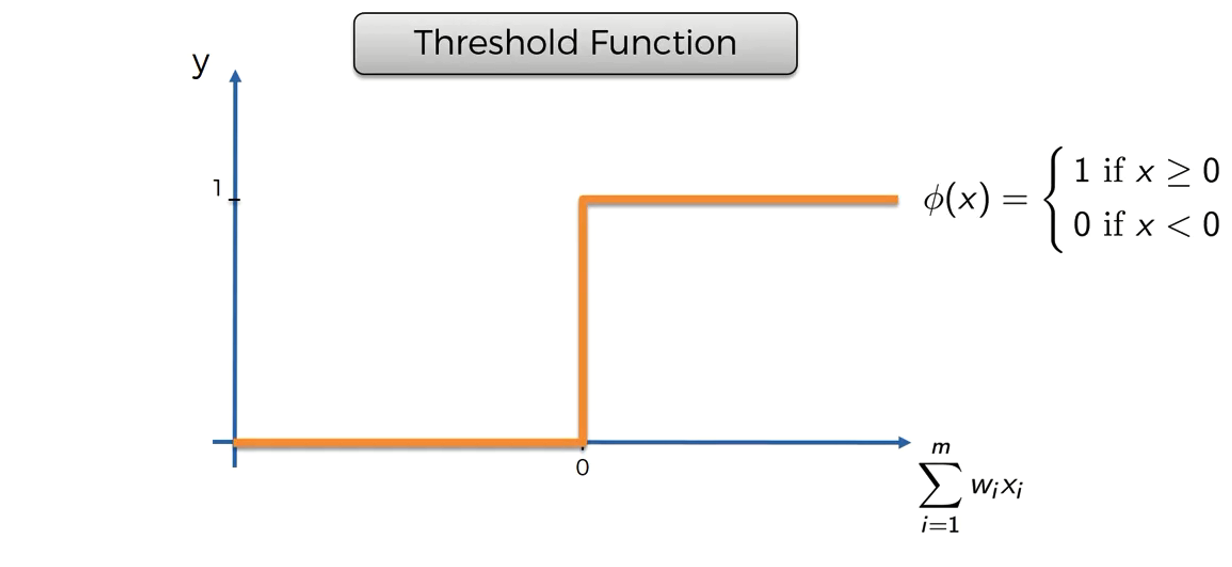 Threshold Function
y
1
ϕ(x) = { 1 if x ≥ 0
0 if x < 0
0
m
∑ wᵢxᵢ
i=1